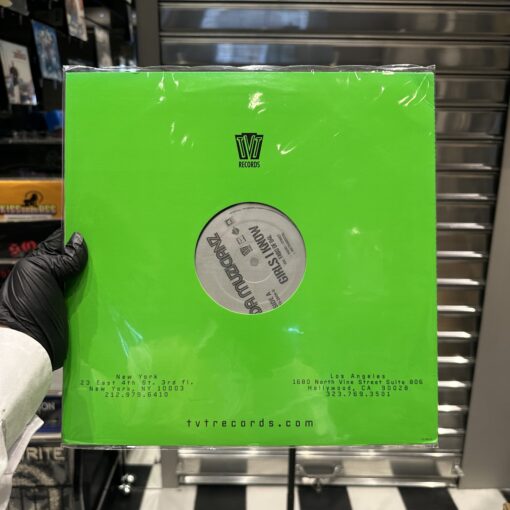 TVT
RECORDS
DA MUZICIANZ
GIRLS I KNOW
SIDE A
New York
23 East 4th St. 3rd fl.
New York, NY 10003
212.979.6410
Los Angeles
1680 North Vine Street Suite 806
Hollywood, CA 90028
323.769.3501
tvtrecords.com